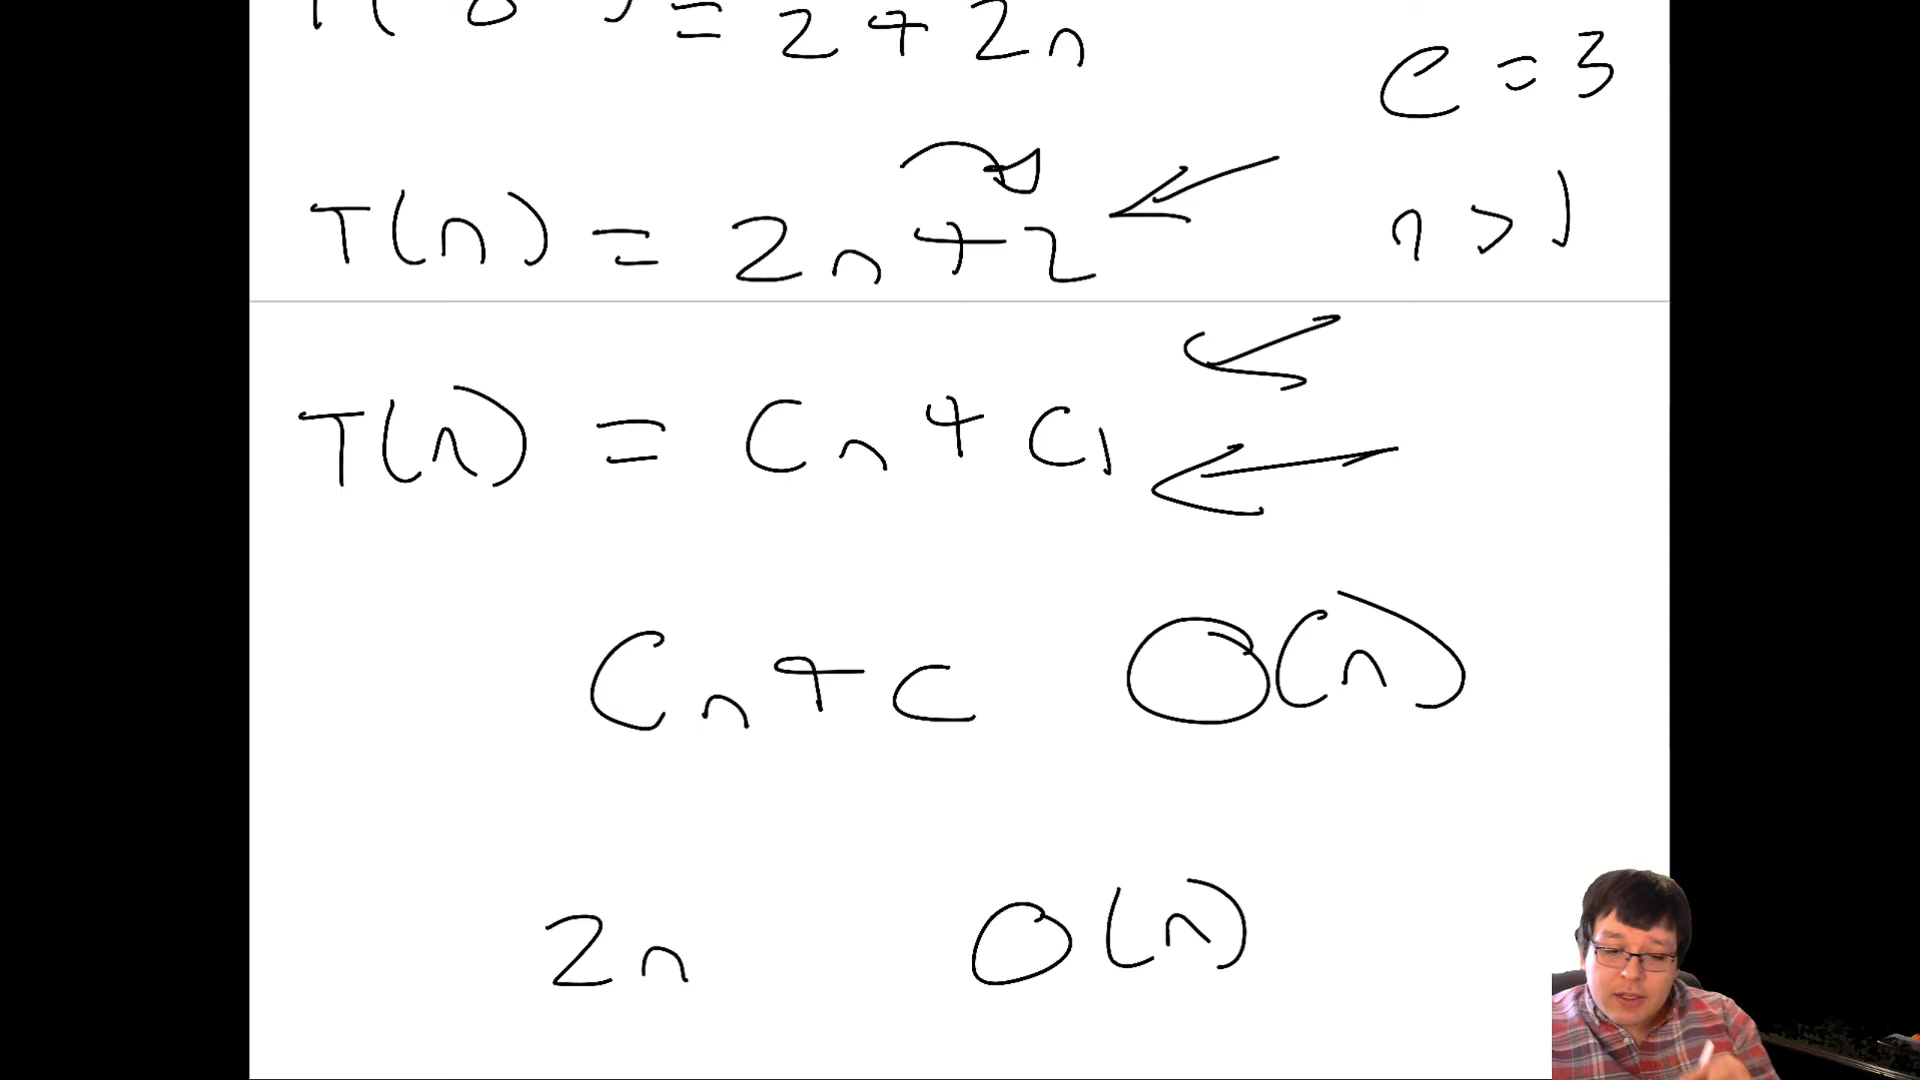 = 2 + 2n
c = 3
T(n) = 2n + 2
n > 1
T(n) = Cn + C1
Cn + C O(n)
2n O(n)